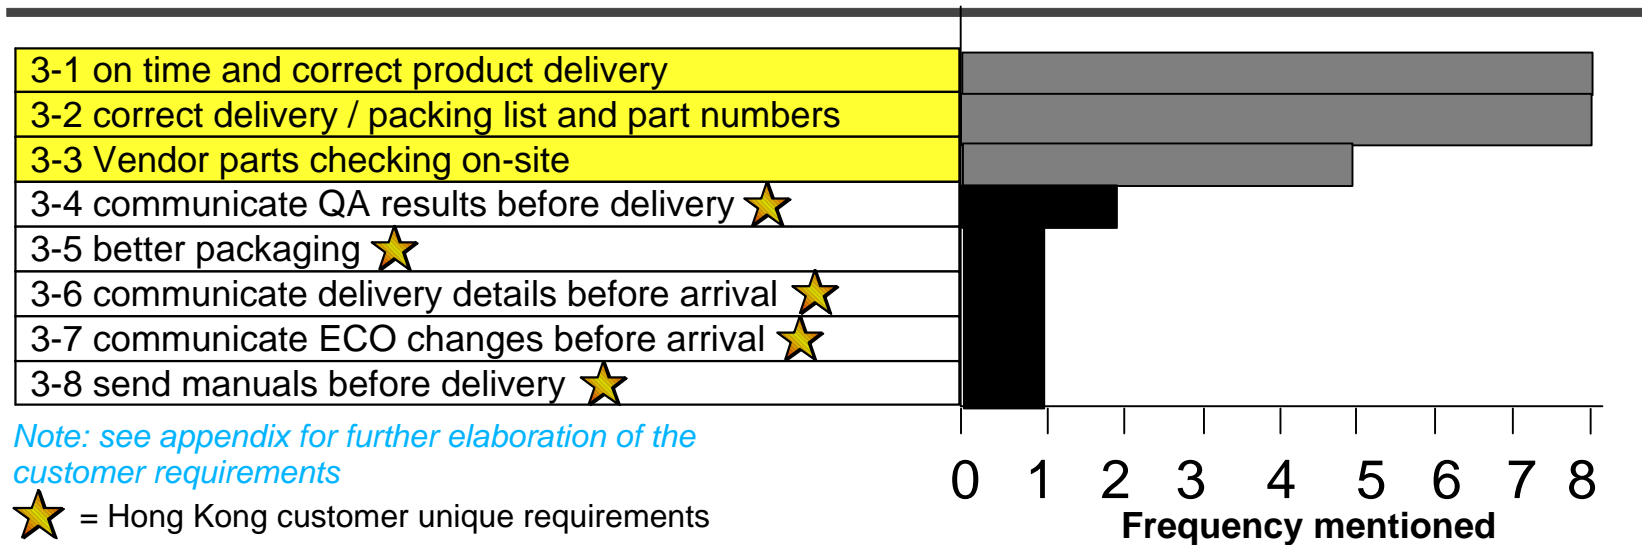 3-1 on time and correct product delivery
3-2 correct delivery / packing list and part numbers
3-3 Vendor parts checking on-site
3-4 communicate QA results before delivery
3-5 better packaging
3-6 communicate delivery details before arrival
3-7 communicate ECO changes before arrival
3-8 send manuals before delivery
Note: see appendix for further elaboration of the
customer requirements
= Hong Kong customer unique requirements
0 1 2 3 4 5 6 7 8
Frequency mentioned